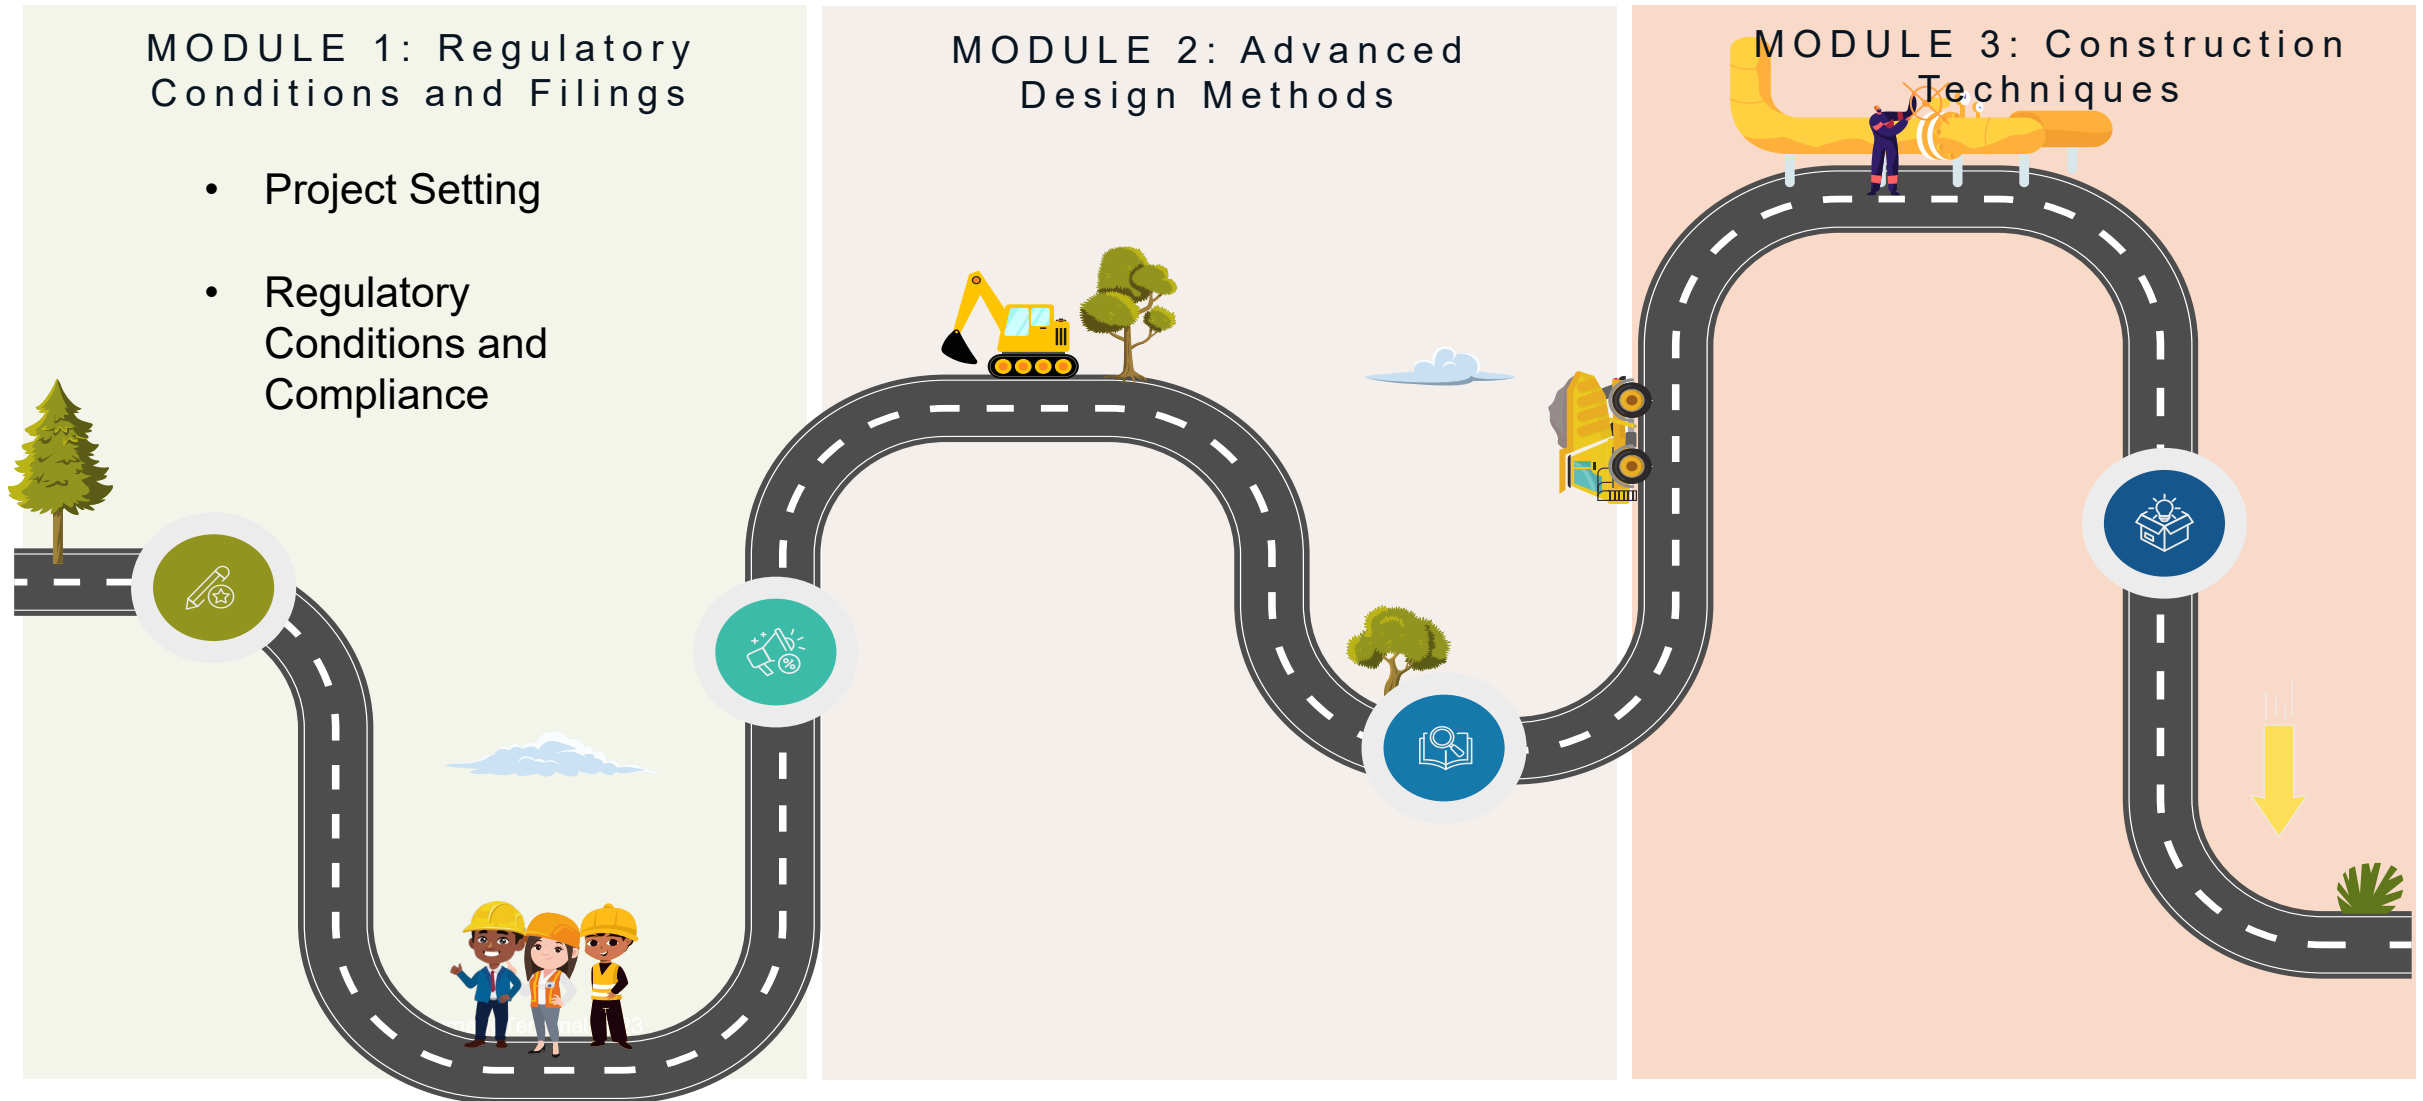 MODULE 1: Regulatory
Conditions and Filings
• Project Setting
• Regulatory
Conditions and
Compliance
MODULE 2: Advanced
Design Methods
MODULE 3: Construction
Techniques
%